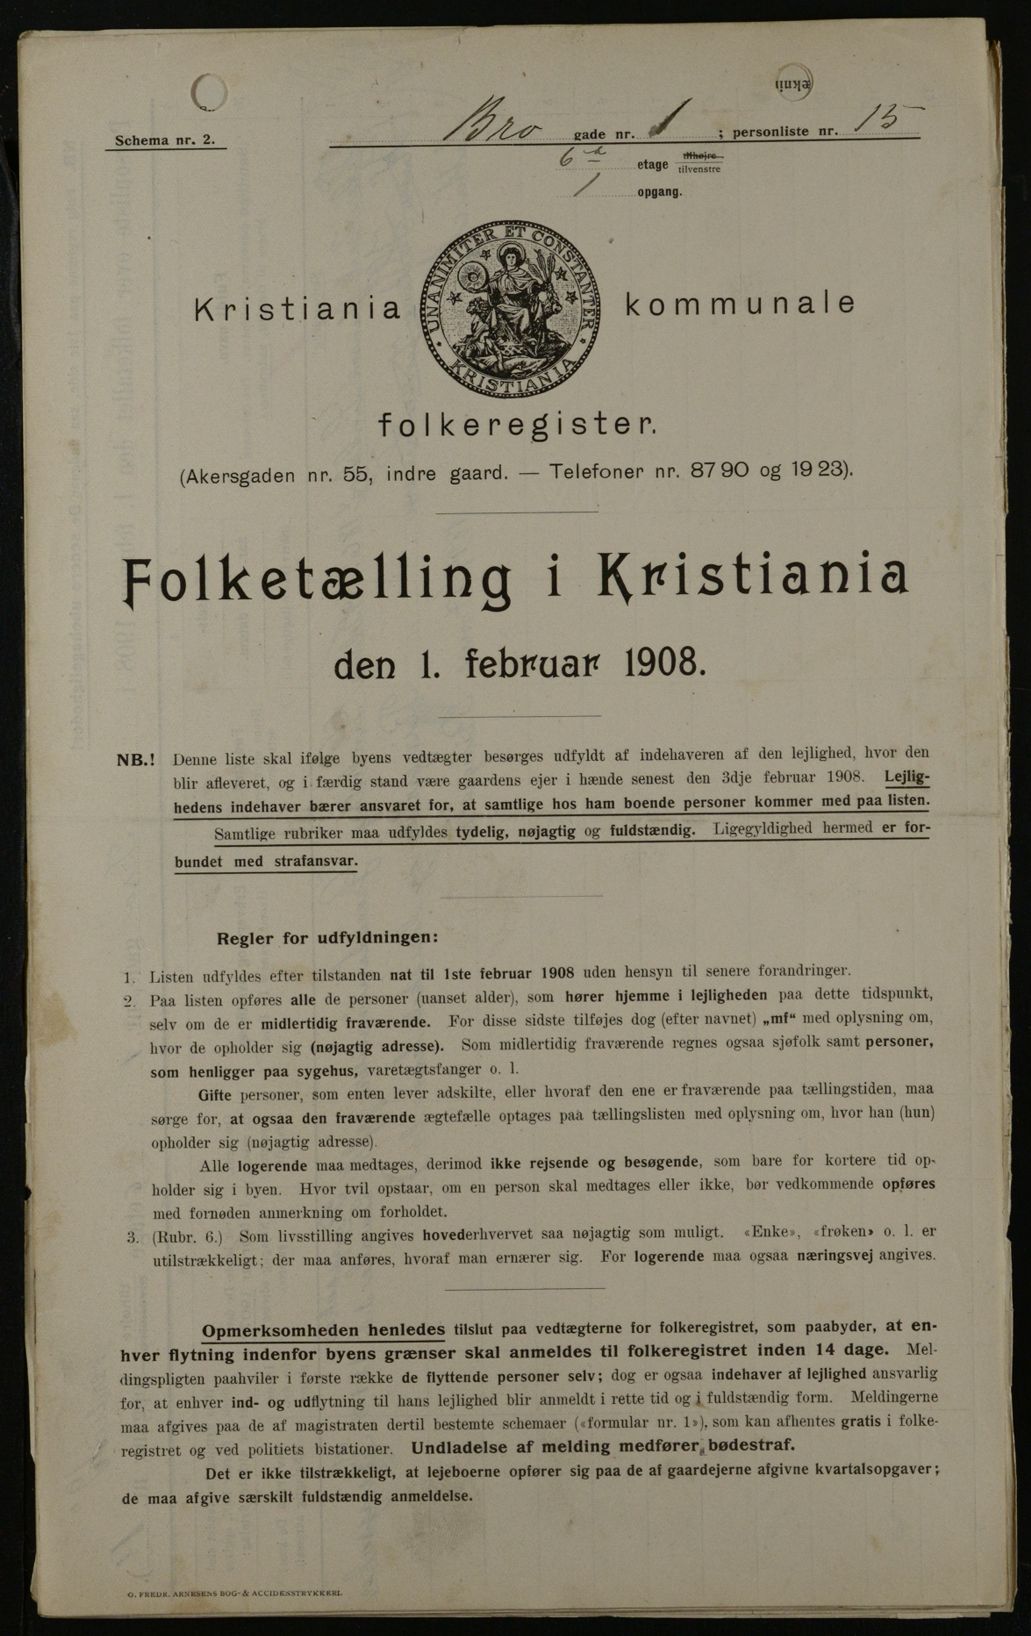 Schema nr. 2.
Bro gade nr. 1 ; personliste nr. 15
6 etage tilhøire tilvenstre
1 opgang.
UNANIMITER ET CONSTANTER
KRISTIANIA
Kristiania kommunale
folkeregister.
(Akersgaden nr. 55, indre gaard. — Telefoner nr. 87 90 og 19 23).
Folketælling i Kristiania
den 1. februar 1908.
NB.! Denne liste skal ifølge byens vedtægter besørges udfyldt af indehaveren af den lejlighed, hvor den
blir afleveret, og i færdig stand være gaardens ejer i hænde senest den 3dje februar 1908. Lejlig-
hedens indehaver bærer ansvaret for, at samtlige hos ham boende personer kommer med paa listen.
Samtlige rubriker maa udfyldes tydelig, nøjagtig og fuldstændig. Ligegyldighed hermed er for-
bundet med strafansvar.
Regler for udfyldningen:
1. Listen udfyldes efter tilstanden nat til 1ste februar 1908 uden hensyn til senere forandringer.
2. Paa listen opføres alle de personer (uanset alder), som hører hjemme i lejligheden paa dette tidspunkt,
selv om de er midlertidig fraværende. For disse sidste tilføjes dog (efter navnet) „mf“ med oplysning om,
hvor de opholder sig (nøjagtig adresse). Som midlertidig fraværende regnes ogsaa sjøfolk samt personer,
som henligger paa sygehus, varetægtsfanger o. l.
Gifte personer, som enten lever adskilte, eller hvoraf den ene er fraværende paa tællingstiden, maa
sørge for, at ogsaa den fraværende ægtefælle optages paa tællingslisten med oplysning om, hvor han (hun)
opholder sig (nøjagtig adresse).
Alle logerende maa medtages, derimod ikke rejsende og besøgende, som bare for kortere tid op-
holder sig i byen. Hvor tvil opstaar, om en person skal medtages eller ikke, bør vedkommende opføres
med fornøden anmerkning om forholdet.
3. (Rubr. 6.) Som livsstilling angives hovederhvervet saa nøjagtig som muligt. «Enke», «frøken» o. l. er
utilstrækkeligt; der maa anføres, hvoraf man ernærer sig. For logerende maa ogsaa næringsvej angives.
Opmerksomheden henledes tilslut paa vedtægterne for folkeregistret, som paabyder, at en-
hver flytning indenfor byens grænser skal anmeldes til folkeregistret inden 14 dage. Mel-
dingspligten paahviler i første række de flyttende personer selv; dog er ogsaa indehaver af lejlighed ansvarlig
for, at enhver ind- og udflytning til hans lejlighed blir anmeldt i rette tid og i fuldstændig form. Meldingerne
maa afgives paa de af magistraten dertil bestemte schemaer («formular nr. 1»), som kan afhentes gratis i folke-
registret og ved politiets bistationer. Undladelse af melding medfører bødestraf.
Det er ikke tilstrækkeligt, at lejeboerne opfører sig paa de af gaardejerne afgivne kvartalsopgaver;
de maa afgive særskilt fuldstændig anmeldelse.
O. FREDR. ARNESENS BOG- & ACCIDENSTRYKKERI.